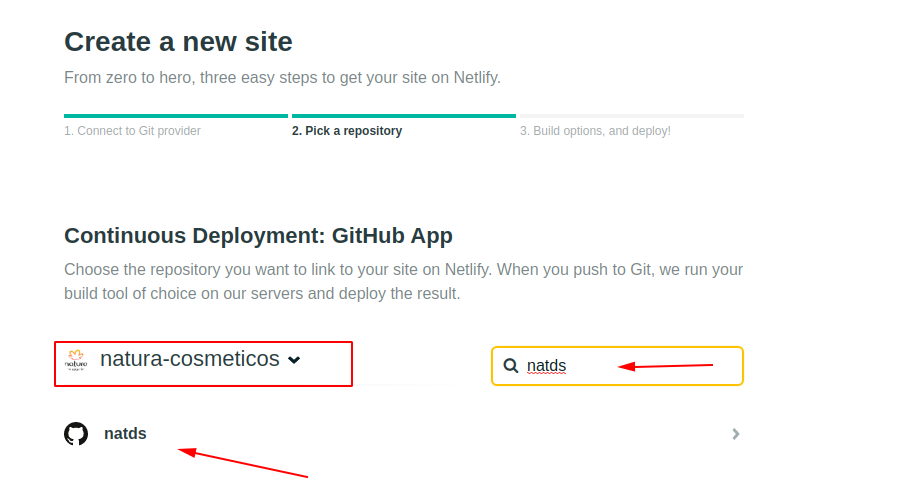 Create a new site
From zero to hero, three easy steps to get your site on Netlify.
1. Connect to Git provider
2. Pick a repository
3. Build options, and deploy!
Continuous Deployment: GitHub App
Choose the repository you want to link to your site on Netlify. When you push to Git, we run your
build tool of choice on our servers and deploy the result.
natura
natura-cosmeticos
natds
natds